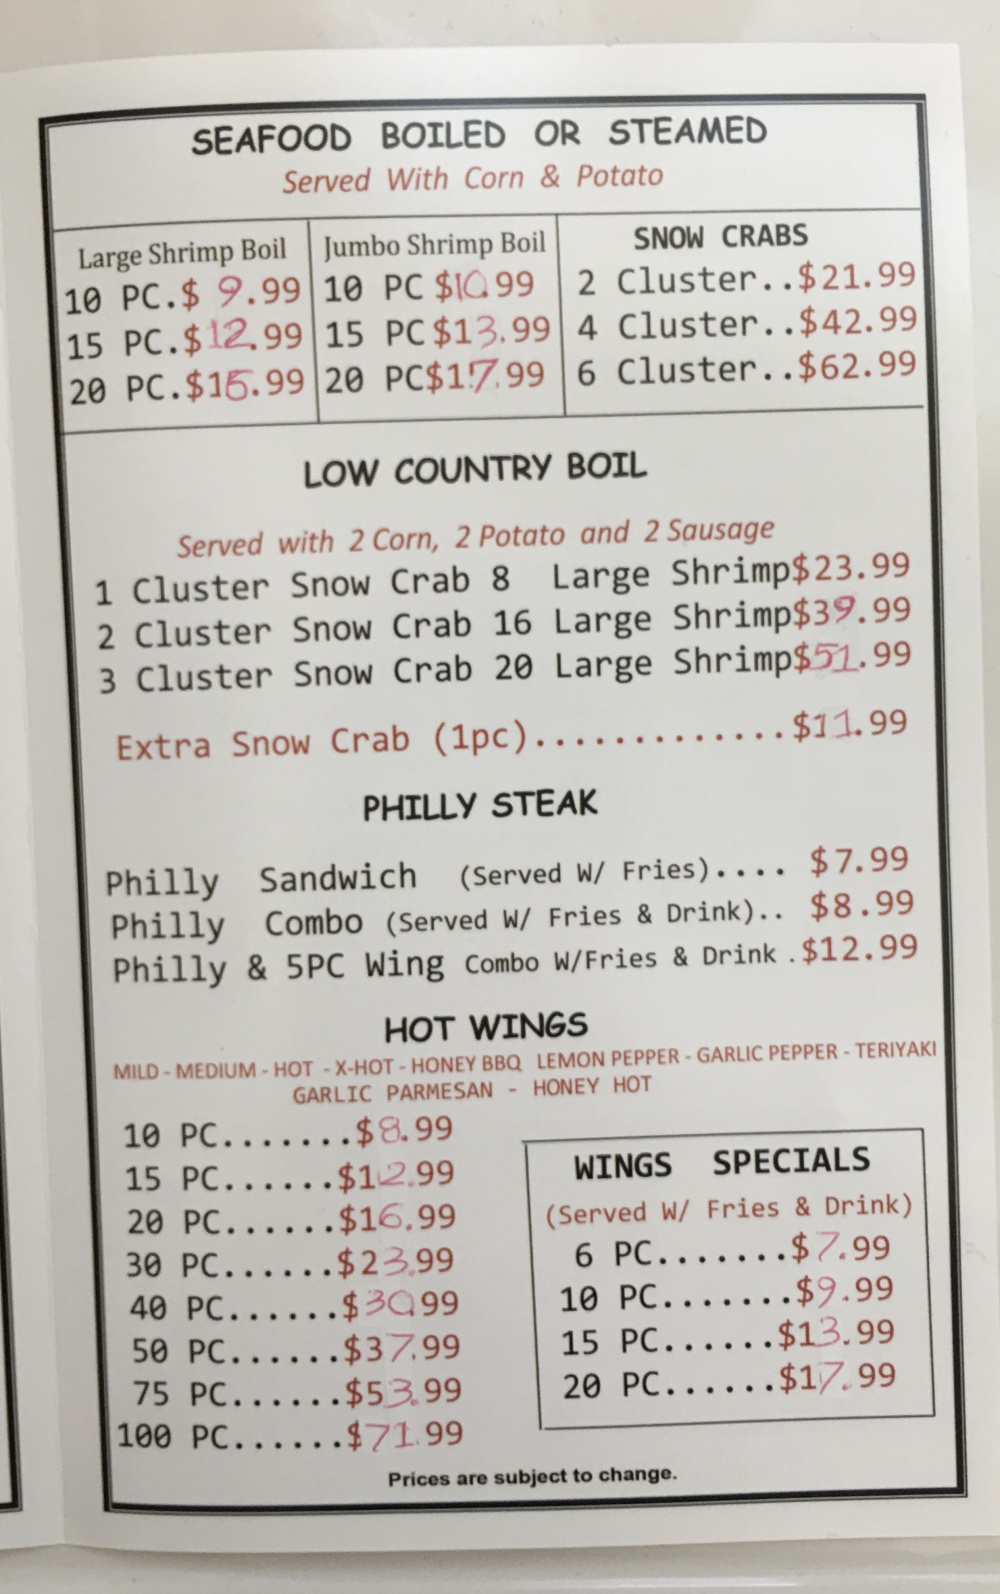 SEAFOOD BOILED OR STEAMED
Served With Corn & Potato
Large Shrimp Boil
10 PC.$ 9.99
15 PC.$12.99
20 PC.$15.99
Jumbo Shrimp Boil
10 PC $10.99
15 PC $13.99
20 PC$17.99
SNOW CRABS
2 Cluster..$21.99
4 Cluster..$42.99
6 Cluster..$62.99
LOW COUNTRY BOIL
Served with 2 Corn, 2 Potato and 2 Sausage
1 Cluster Snow Crab 8 Large Shrimp$23.99
2 Cluster Snow Crab 16 Large Shrimp$39.99
3 Cluster Snow Crab 20 Large Shrimp$51.99
Extra Snow Crab (1pc).............$11.99
PHILLY STEAK
Philly Sandwich (Served W/ Fries).... $7.99
Philly Combo (Served W/ Fries & Drink).. $8.99
Philly & 5PC Wing Combo W/Fries & Drink .$12.99
HOT WINGS
MILD - MEDIUM - HOT - X-HOT - HONEY BBQ LEMON PEPPER - GARLIC PEPPER - TERIYAKI
GARLIC PARMESAN - HONEY HOT
10 PC.......$8.99
15 PC......$12.99
20 PC......$16.99
30 PC......$23.99
40 PC......$30.99
50 PC......$37.99
75 PC......$53.99
100 PC......$71.99
WINGS SPECIALS
(Served W/ Fries & Drink)
6 PC.......$7.99
10 PC.......$9.99
15 PC......$13.99
20 PC......$17.99
Prices are subject to change.